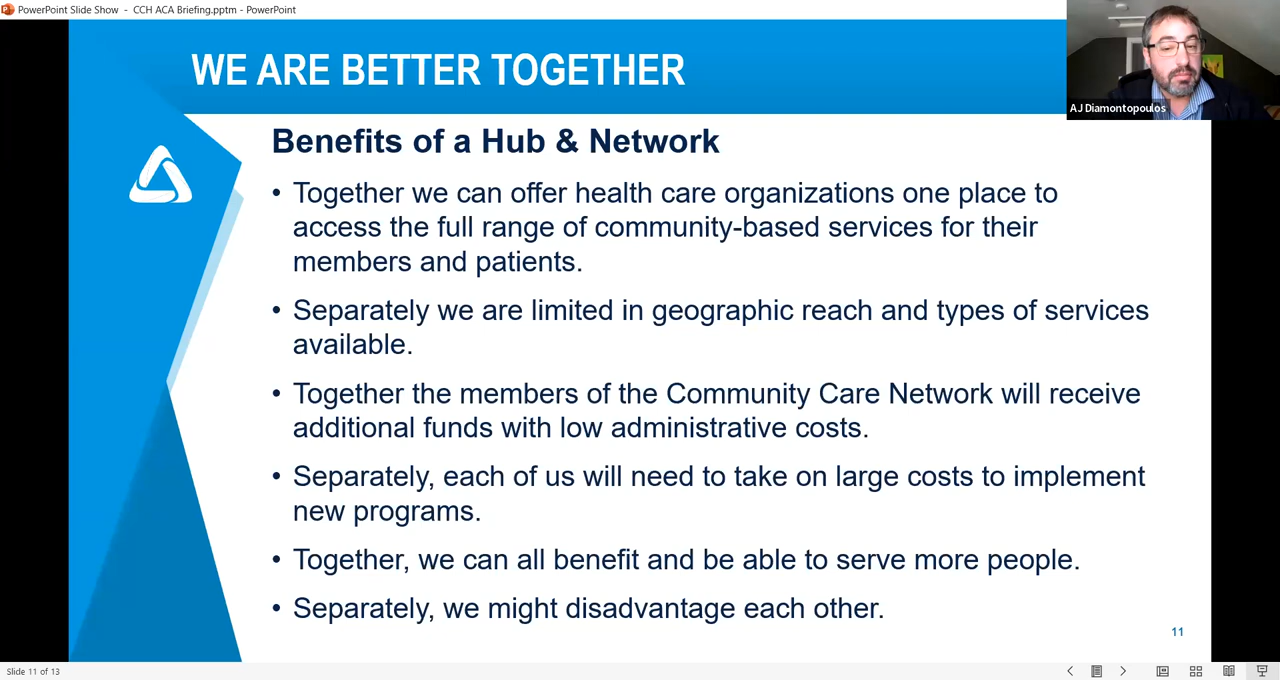 PowerPoint Slide Show - CCH ACA Briefing.pptm - PowerPoint
WE ARE BETTER TOGETHER
AJ Diamontopoulos
Benefits of a Hub & Network
• Together we can offer health care organizations one place to
access the full range of community-based services for their
members and patients.
• Separately we are limited in geographic reach and types of services
available.
• Together the members of the Community Care Network will receive
additional funds with low administrative costs.
• Separately, each of us will need to take on large costs to implement
new programs.
• Together, we can all benefit and be able to serve more people.
• Separately, we might disadvantage each other.
11
Slide 11 of 13